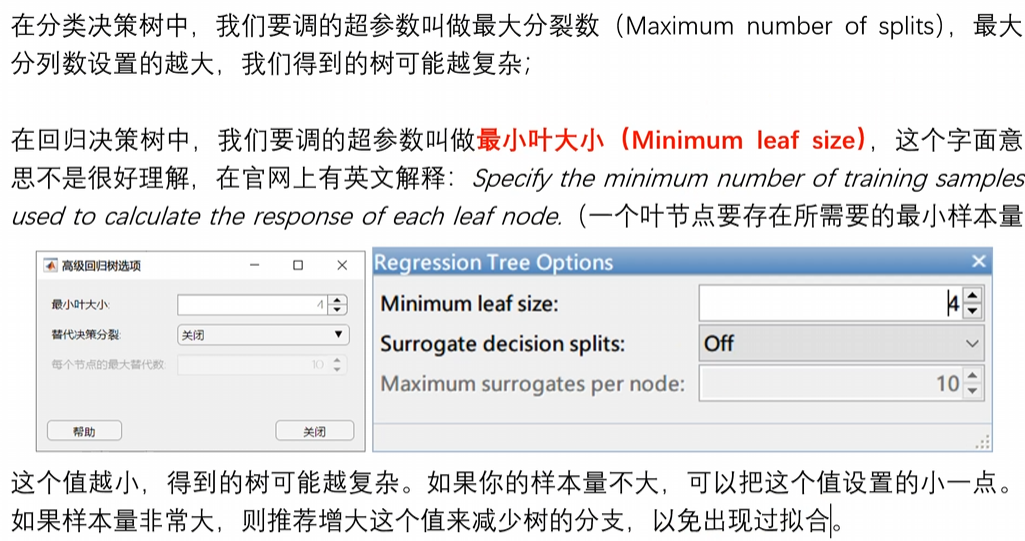 在分类决策树中，我们要调的超参数叫做最大分裂数（Maximum number of splits），最大
分列数设置的越大，我们得到的树可能越复杂；
在回归决策树中，我们要调的超参数叫做最小叶大小（Minimum leaf size），这个字面意
思不是很好理解，在官网上有英文解释：Specify the minimum number of training samples
used to calculate the response of each leaf node.（一个叶节点要存在所需要的最小样本量
高级回归树选项
最小叶大小: 4
替代决策分裂: 关闭
每个节点的最大替代数: 10
帮助 关闭
Regression Tree Options
Minimum leaf size: 4
Surrogate decision splits: Off
Maximum surrogates per node: 10
这个值越小，得到的树可能越复杂。如果你的样本量不大，可以把这个值设置的小一点。
如果样本量非常大，则推荐增大这个值来减少树的分支，以免出现过拟合。